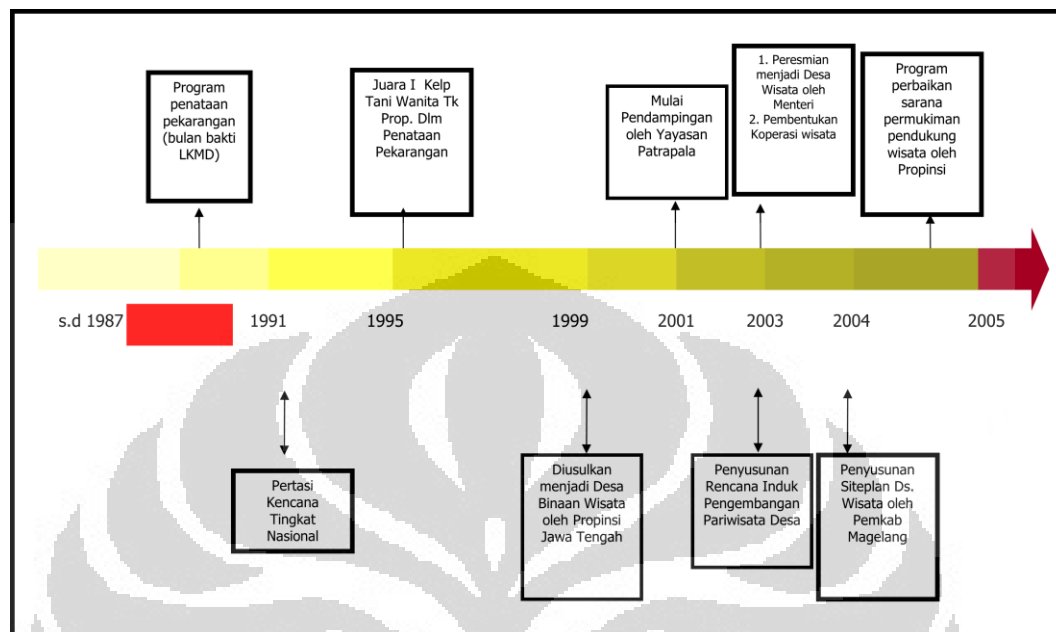 Program
penataan
pekarangan
(bulan bakti
LKMD)
Juara I Kelp
Tani Wanita Tk
Prop. Dlm
Penataan
Pekarangan
Mulai
Pendampingan
oleh Yayasan
Patrapala
1. Peresmian
menjadi Desa
Wisata oleh
Menteri
2. Pembentukan
Koperasi wisata
Program
perbaikan
sarana
permukiman
pendukung
wisata oleh
Propinsi
s.d 1987
1991
1995
1999
2001
2003
2004
2005
Pertasi
Kencana
Tingkat
Nasional
Diusulkan
menjadi Desa
Binaan Wisata
oleh Propinsi
Jawa Tengah
Penyusunan
Rencana Induk
Pengembangan
Pariwisata Desa
Penyusunan
Siteplan Ds.
Wisata oleh
Pemkab
Magelang